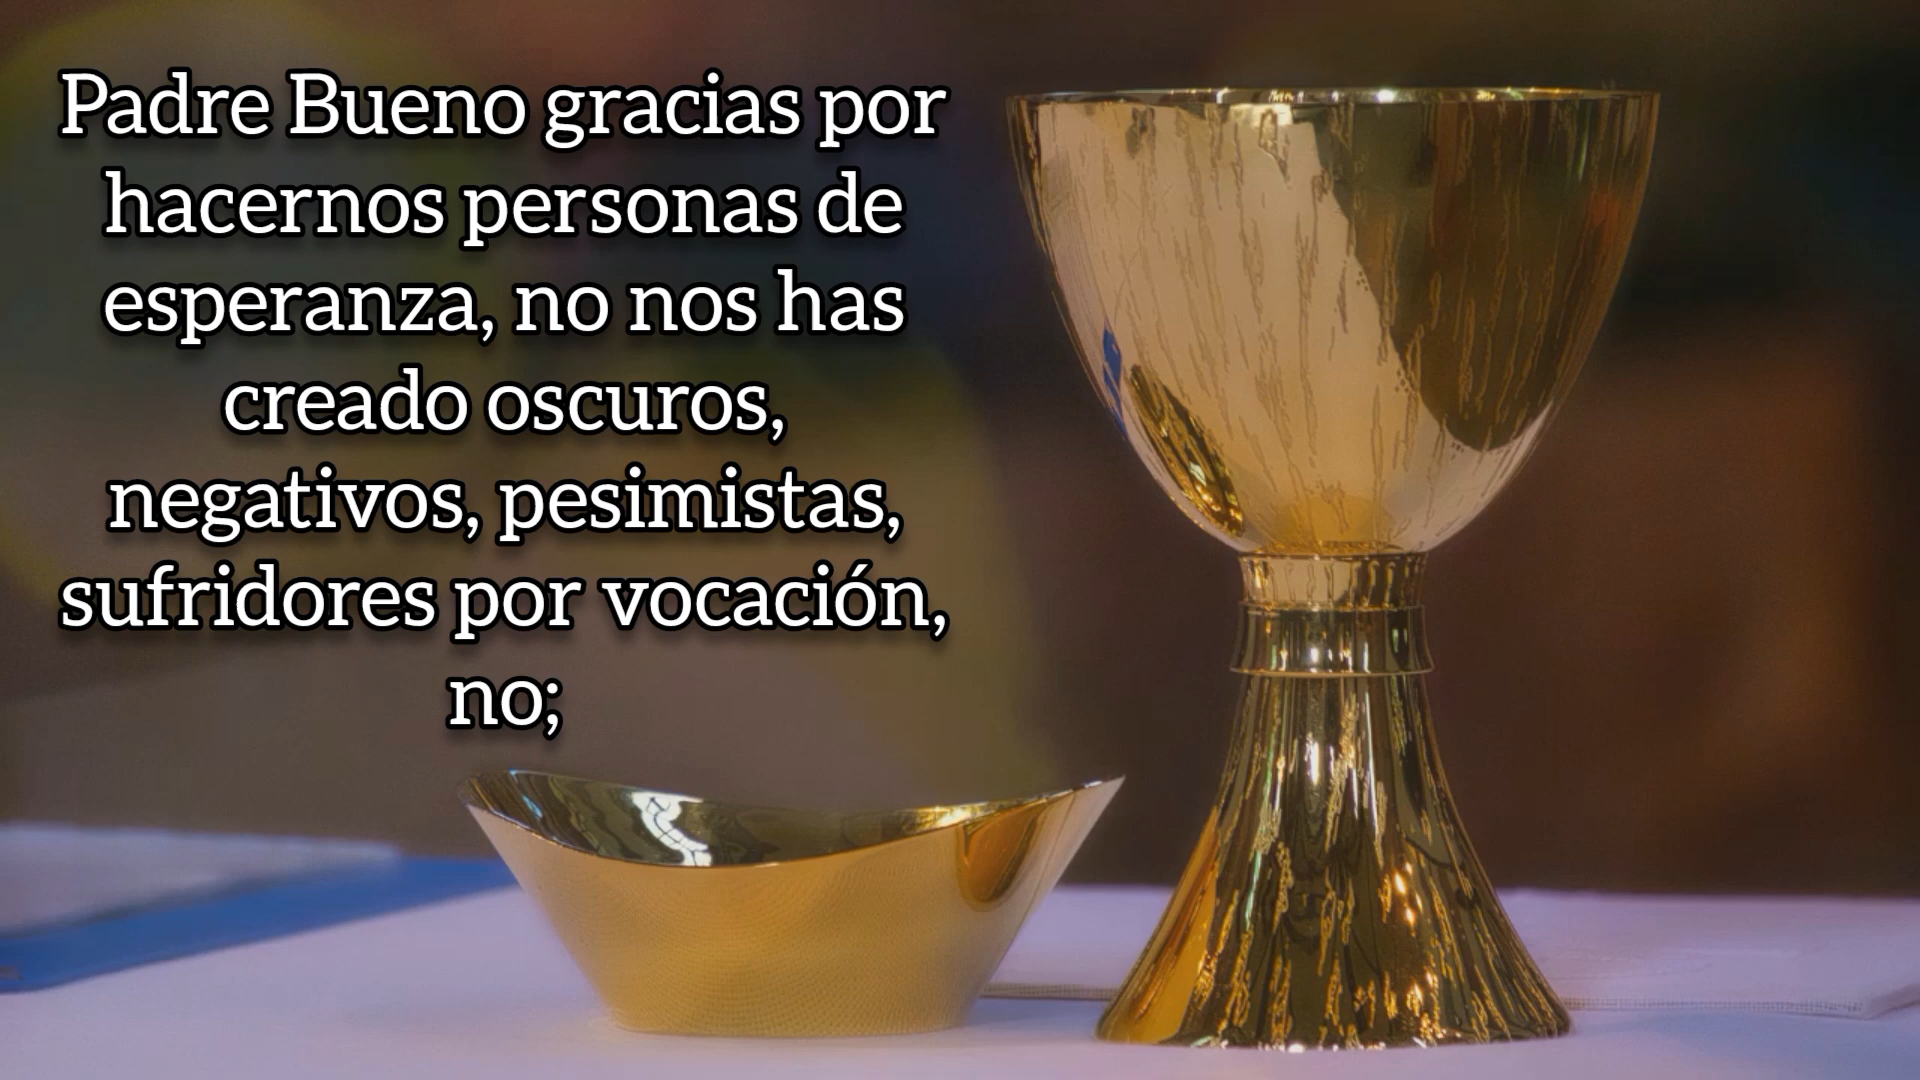 Padre Bueno gracias por
hacernos personas de
esperanza, no nos has
creado oscuros,
negativos, pesimistas,
sufridores por vocación,
no;